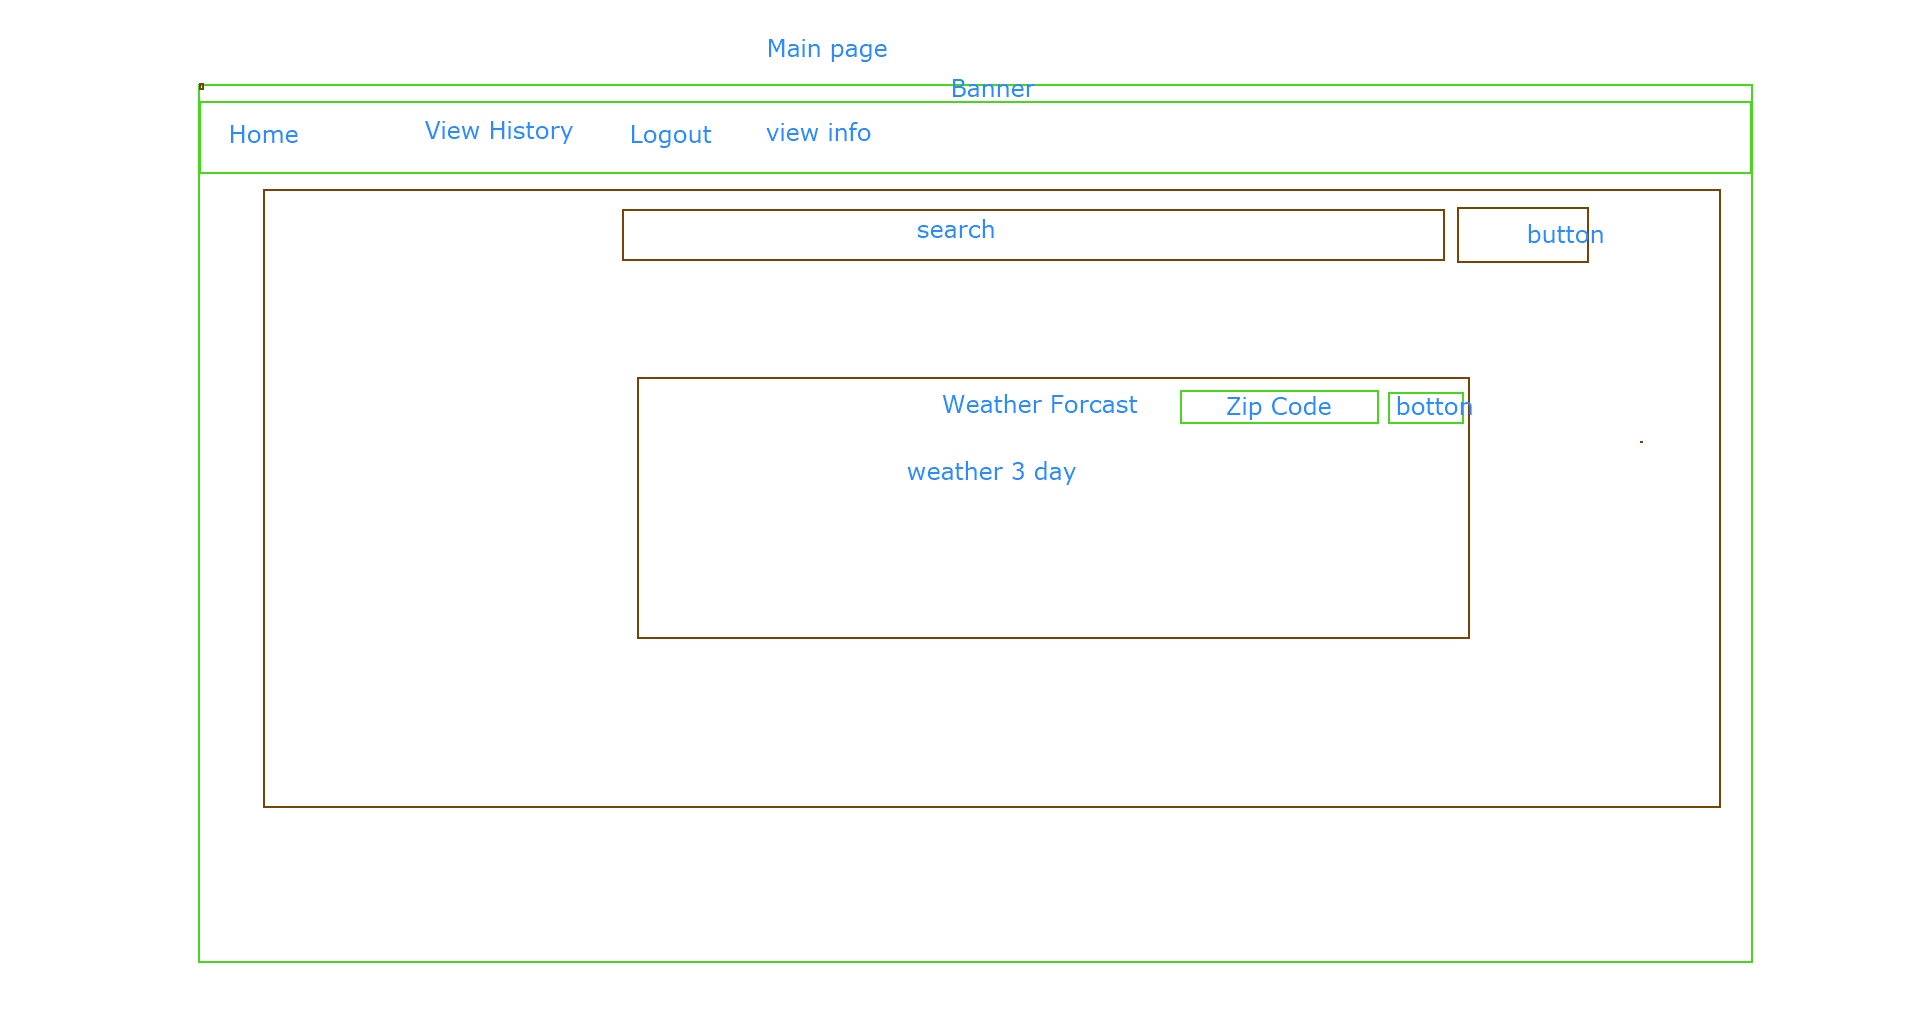 Main page
Banner
Home View History Logout view info
search button
Weather Forcast Zip Code botton
weather 3 day